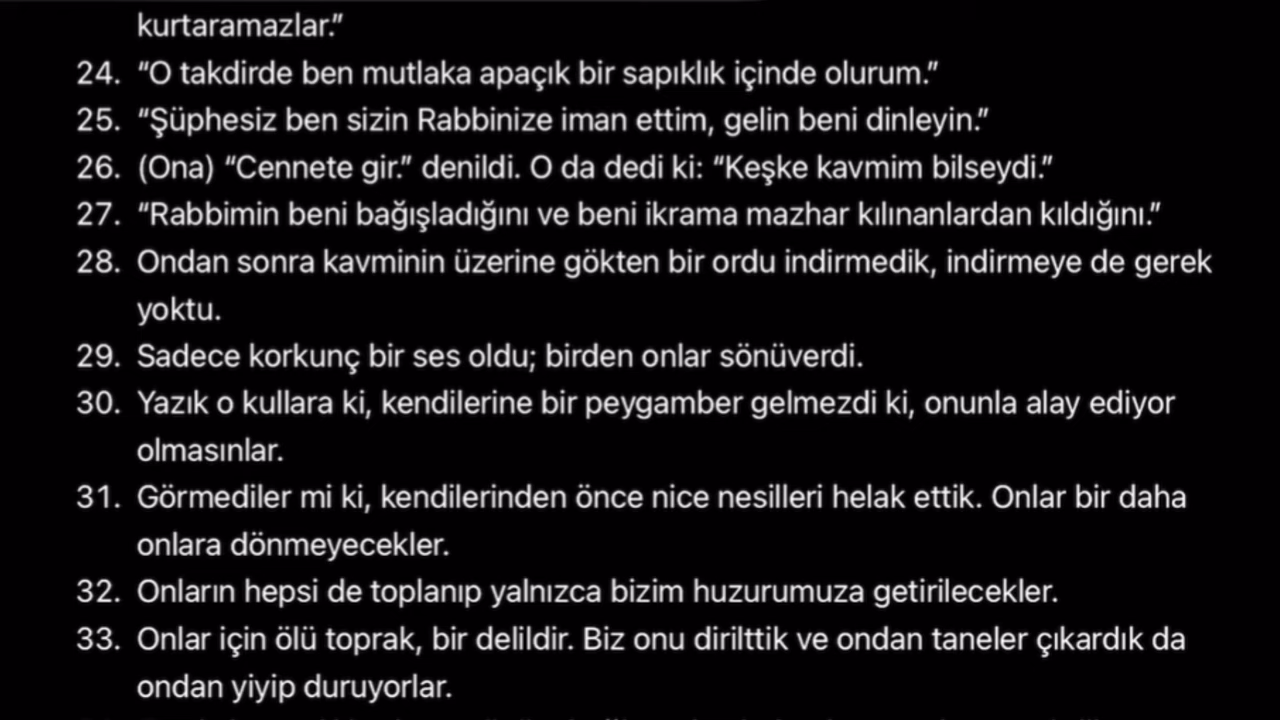 kurtaramazlar.”
24. “O takdirde ben mutlaka apaçık bir sapıklık içinde olurum.”
25. “Şüphesiz ben sizin Rabbinize iman ettim, gelin beni dinleyin.”
26. (Ona) “Cennete gir.” denildi. O da dedi ki: “Keşke kavmim bilseydi.”
27. “Rabbimin beni bağışladığını ve beni ikrama mazhar kılınanlardan kıldığını.”
28. Ondan sonra kavminin üzerine gökten bir ordu indirmedik, indirmeye de gerek
yoktu.
29. Sadece korkunç bir ses oldu; birden onlar sönüverdi.
30. Yazık o kullara ki, kendilerine bir peygamber gelmezdi ki, onunla alay ediyor
olmasınlar.
31. Görmediler mi ki, kendilerinden önce nice nesilleri helak ettik. Onlar bir daha
onlara dönmeyecekler.
32. Onların hepsi de toplanıp yalnızca bizim huzurumuza getirilecekler.
33. Onlar için ölü toprak, bir delildir. Biz onu dirilttik ve ondan taneler çıkardık da
ondan yiyip duruyorlar.